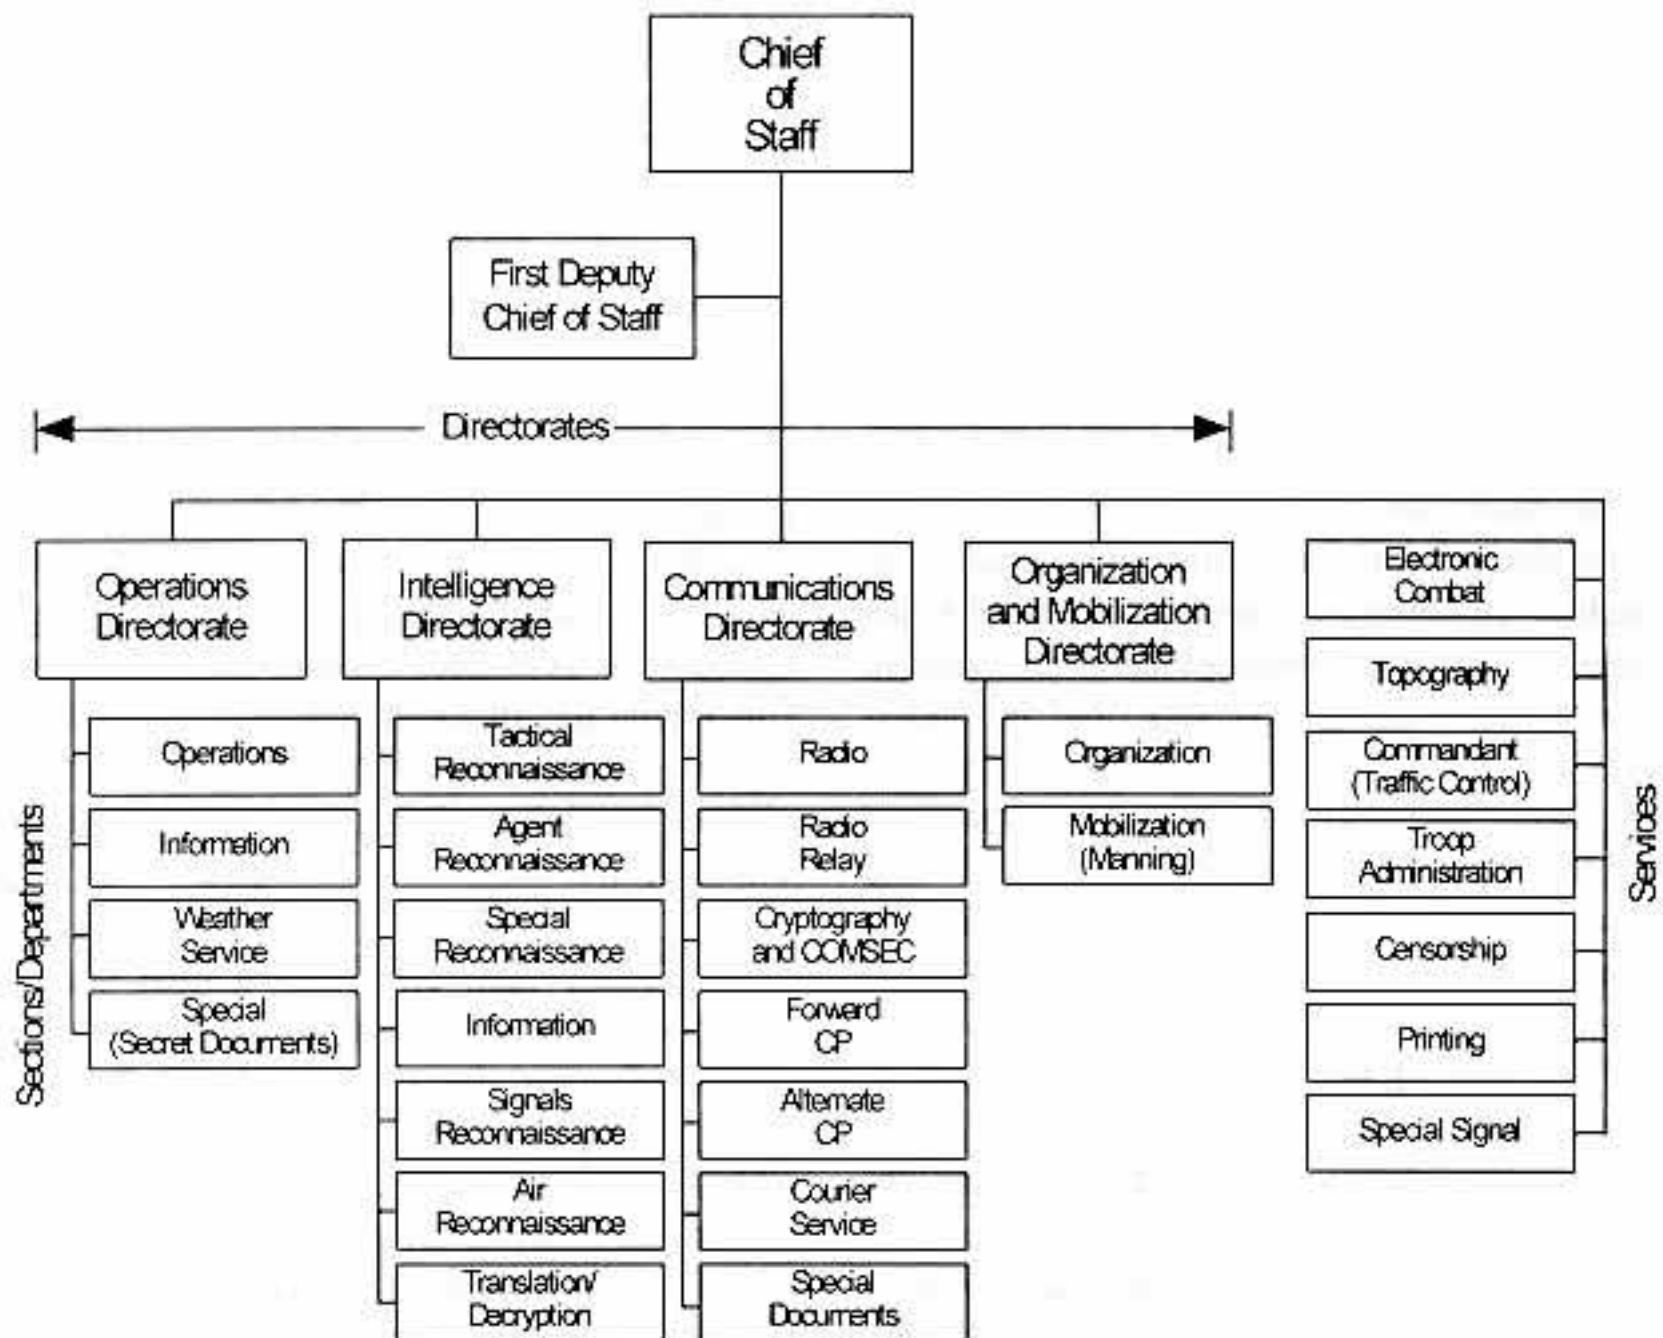 Chief
of
Staff
First Deputy
Chief of Staff
Directorates
Operations
Directorate
Intelligence
Directorate
Communications
Directorate
Organization
and Mobilization
Directorate
Sections/Departments
Operations
Information
Weather
Service
Special
(Secret Documents)
Tactical
Reconnaissance
Agent
Reconnaissance
Special
Reconnaissance
Information
Signals
Reconnaissance
Air
Reconnaissance
Translation/
Decryption
Radio
Radio
Relay
Cryptography
and COMSEC
Forward
CP
Alternate
CP
Courier
Service
Special
Documents
Organization
Mobilization
(Manning)
Electronic
Combat
Topography
Commandant
(Traffic Control)
Troop
Administration
Censorship
Printing
Special Signal
Services